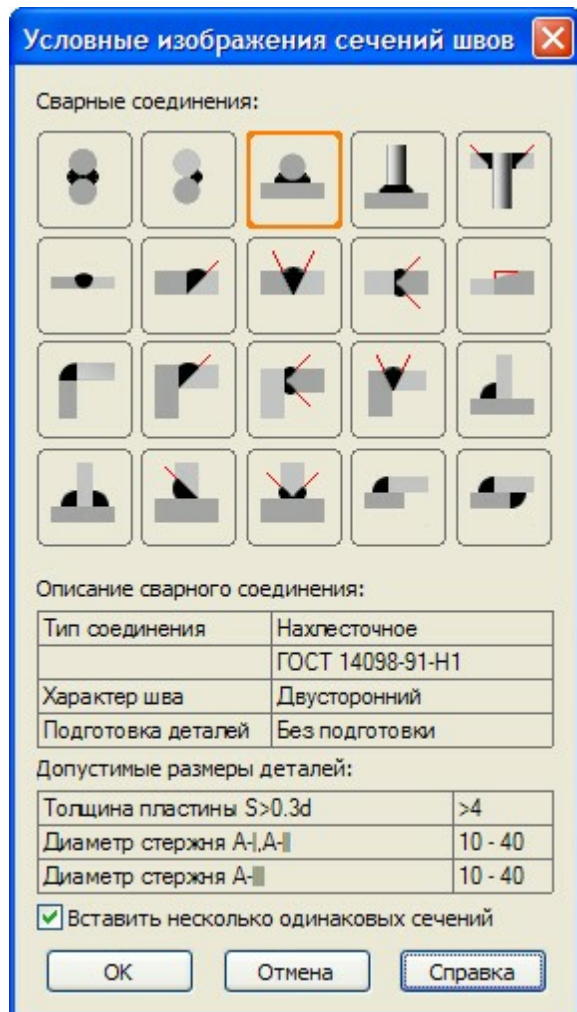 Условные изображения сечений швов
Сварные соединения:
Описание сварного соединения:
Тип соединения Нахлесточное
ГОСТ 14098-91-Н1
Характер шва Двусторонний
Подготовка деталей Без подготовки
Допустимые размеры деталей:
Толщина пластины S>0.3d >4
Диаметр стержня А-I,А-II 10 - 40
Диаметр стержня А-III 10 - 40
Вставить несколько одинаковых сечений
ОК Отмена Справка